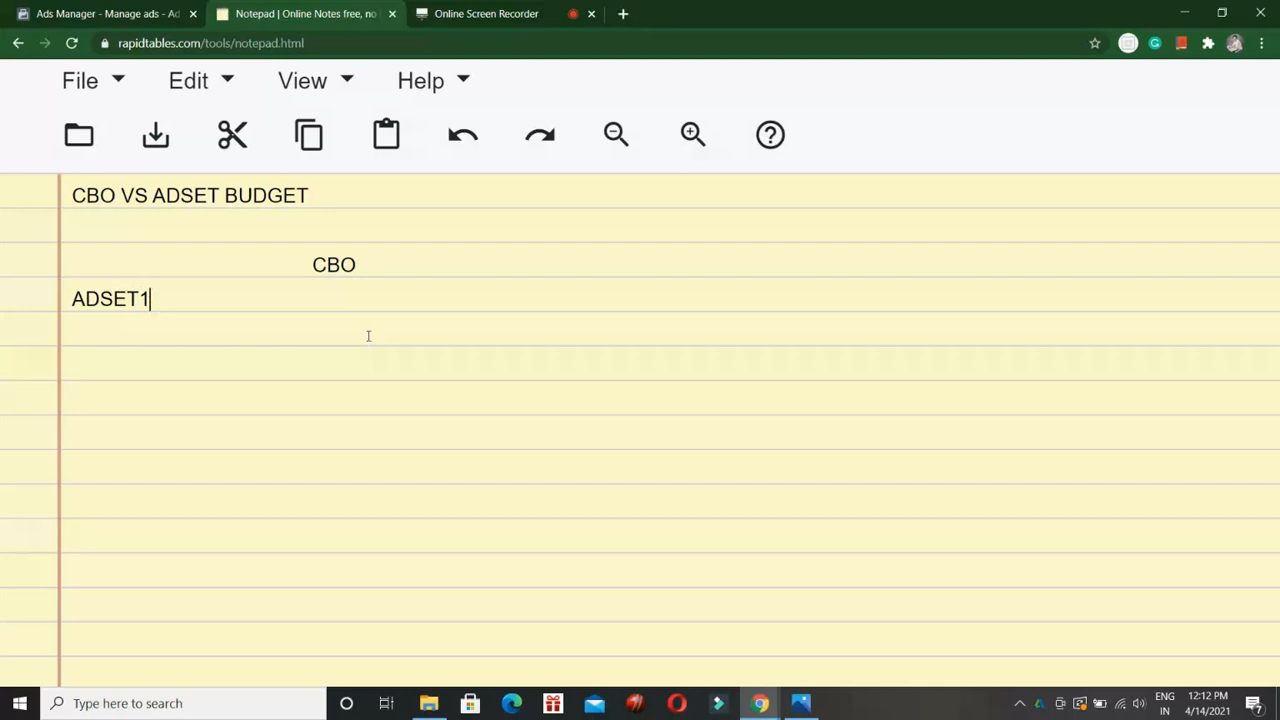 Ads Manager - Manage ads - Ad
Notepad | Online Notes free, no
Online Screen Recorder
rapidtables.com/tools/notepad.html
File Edit View Help
CBO VS ADSET BUDGET
CBO
ADSET1
Type here to search
ENG
IN
12:12 PM
4/14/2021
7